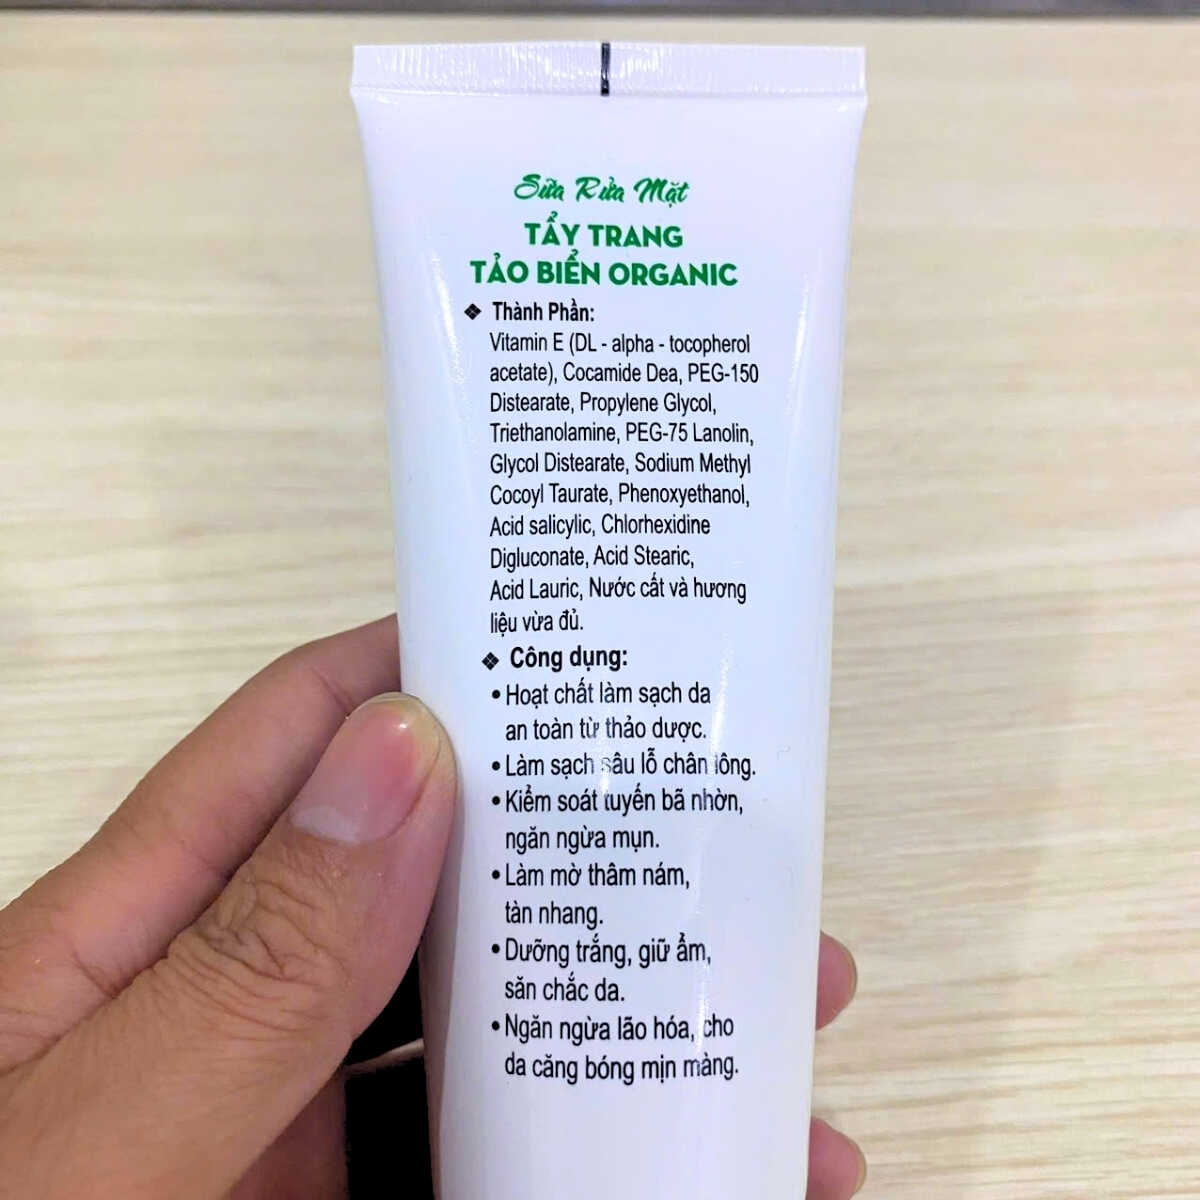 Sữa Rửa Mặt
TẨY TRANG
TẢO BIỂN ORGANIC
❖ Thành Phần:
Vitamin E (DL - alpha - tocopherol
acetate), Cocamide Dea, PEG-150
Distearate, Propylene Glycol,
Triethanolamine, PEG-75 Lanolin,
Glycol Distearate, Sodium Methyl
Cocoyl Taurate, Phenoxyethanol,
Acid salicylic, Chlorhexidine
Digluconate, Acid Stearic,
Acid Lauric, Nước cất và hương
liệu vừa đủ.
❖ Công dụng:
• Hoạt chất làm sạch da
an toàn từ thảo dược.
• Làm sạch sâu lỗ chân lông.
• Kiểm soát tuyến bã nhờn,
ngăn ngừa mụn.
• Làm mờ thâm nám,
tàn nhang.
• Dưỡng trắng, giữ ẩm,
săn chắc da.
• Ngăn ngừa lão hóa, cho
da căng bóng mịn màng.